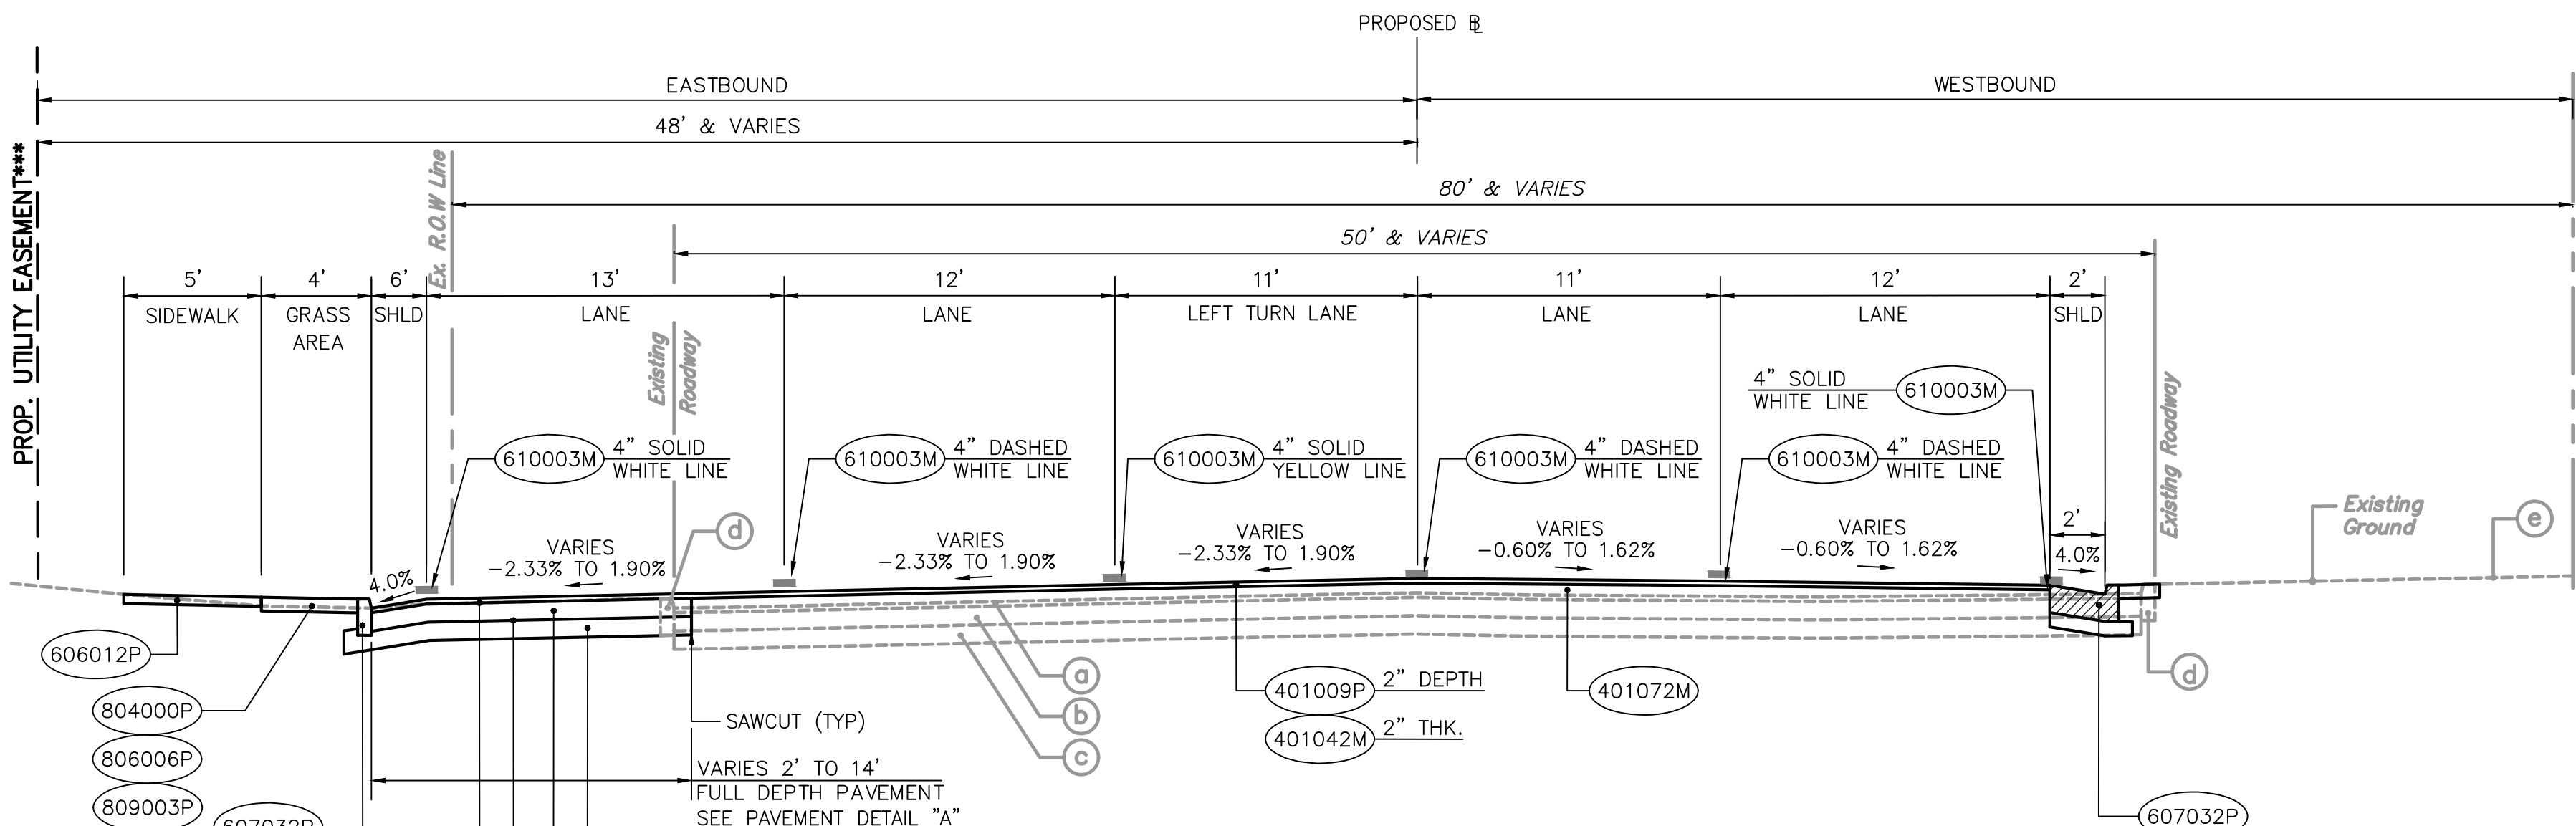 PROPOSED BL
EASTBOUND
WESTBOUND
48' & VARIES
80' & VARIES
50' & VARIES
PROP. UTILITY EASEMENT***
Ex. R.O.W Line
5'
4'
6'
13'
12'
11'
11'
12'
2'
SIDEWALK
GRASS
AREA
SHLD
LANE
LANE
LEFT TURN LANE
LANE
LANE
SHLD
Existing
Roadway
Existing Roadway
4" SOLID
WHITE LINE
610003M
610003M
4" SOLID
WHITE LINE
610003M
4" DASHED
WHITE LINE
610003M
4" SOLID
YELLOW LINE
610003M
4" DASHED
WHITE LINE
610003M
4" DASHED
WHITE LINE
Existing
Ground
e
d
2'
4.0%
VARIES
-2.33% TO 1.90%
VARIES
-2.33% TO 1.90%
VARIES
-2.33% TO 1.90%
VARIES
-0.60% TO 1.62%
VARIES
-0.60% TO 1.62%
4.0%
606012P
804000P
806006P
809003P
607032P
SAWCUT (TYP)
VARIES 2' TO 14'
FULL DEPTH PAVEMENT
SEE PAVEMENT DETAIL "A"
a
b
c
401009P
2" DEPTH
401042M
2" THK.
401072M
d
607032P